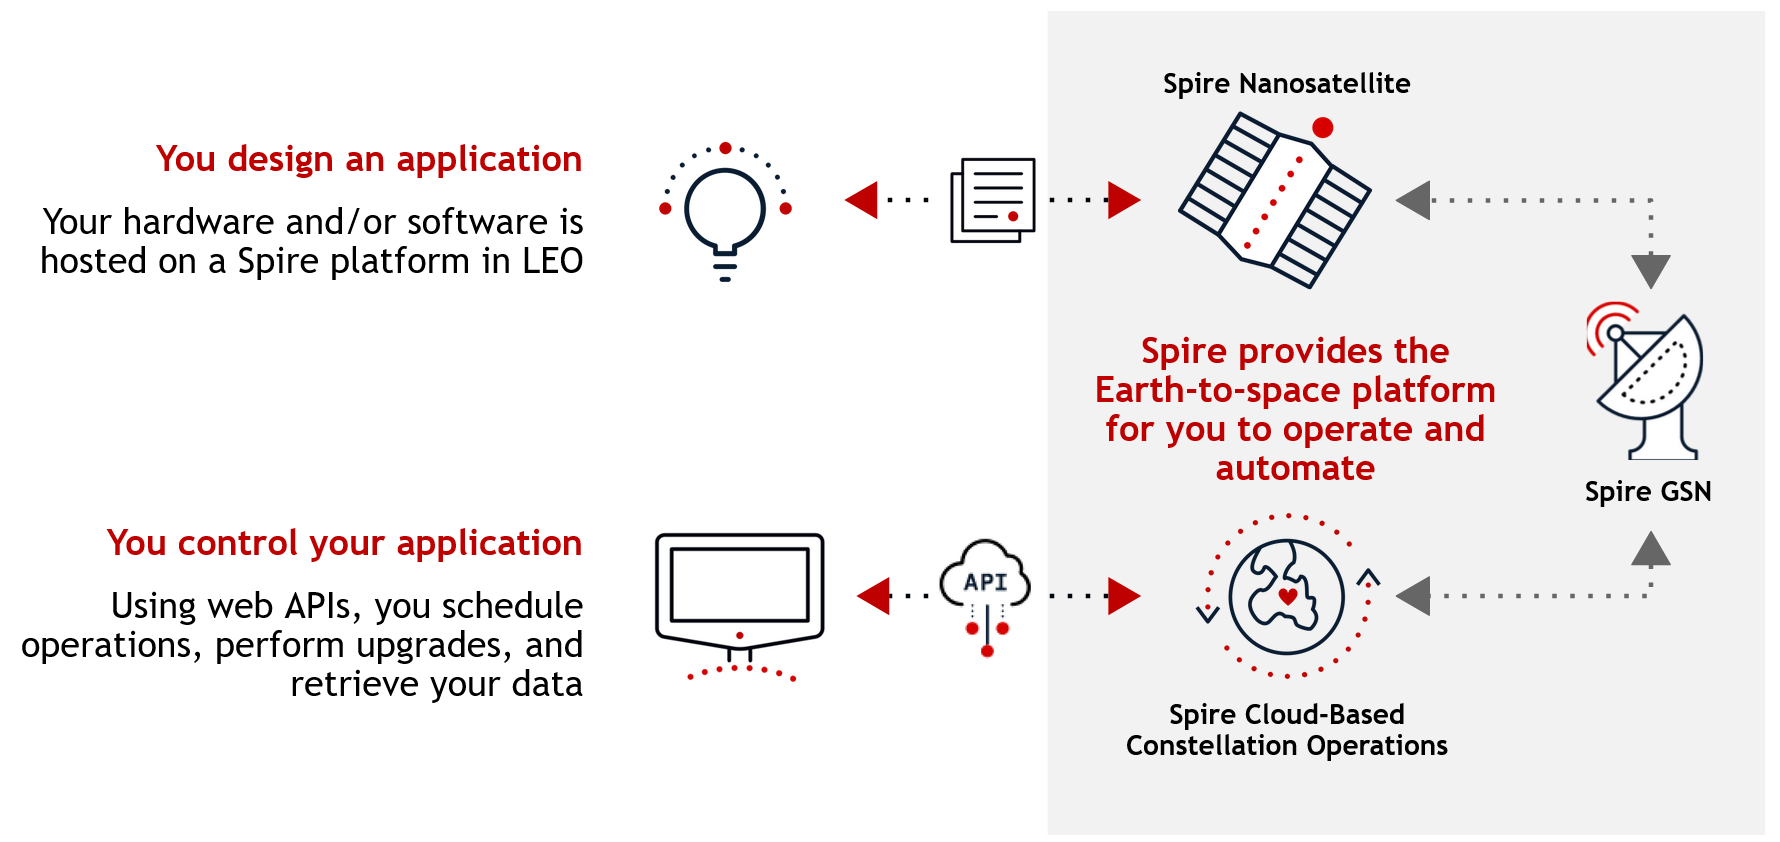 You design an application
Your hardware and/or software is
hosted on a Spire platform in LEO
Spire Nanosatellite
Spire provides the
Earth-to-space platform
for you to operate and
automate
Spire GSN
You control your application
Using web APIs, you schedule
operations, perform upgrades, and
retrieve your data
API
Spire Cloud-Based
Constellation Operations